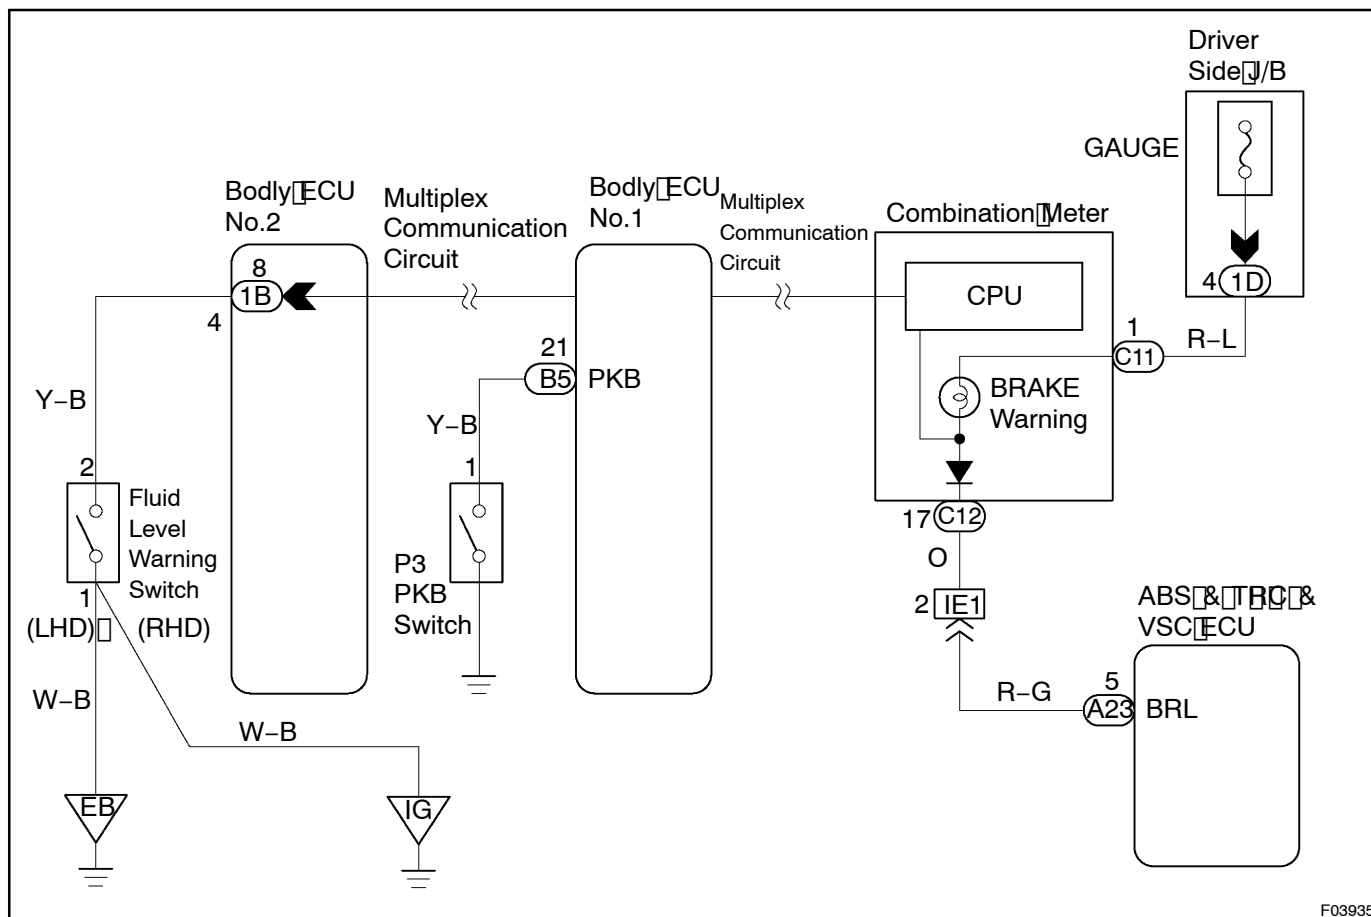 Driver
Side▯J/B
GAUGE
4 1D
R–L
Bodly▯ECU
No.2
Multiplex
Communication
Circuit
Bodly▯ECU
No.1
Multiplex
Communication
Circuit
Combination▯Meter
CPU
1
C11
BRAKE
Warning
17 C12
O
2 IE1
8
1B
4
21
B5 PKB
Y–B
Y–B
2
Fluid
Level
Warning
Switch
1
(LHD)▯ (RHD)
1
P3
PKB
Switch
W–B
W–B
EB
IG
ABS▯&▯TRC▯&
VSC▯ECU
R–G
5
A23 BRL
F03935